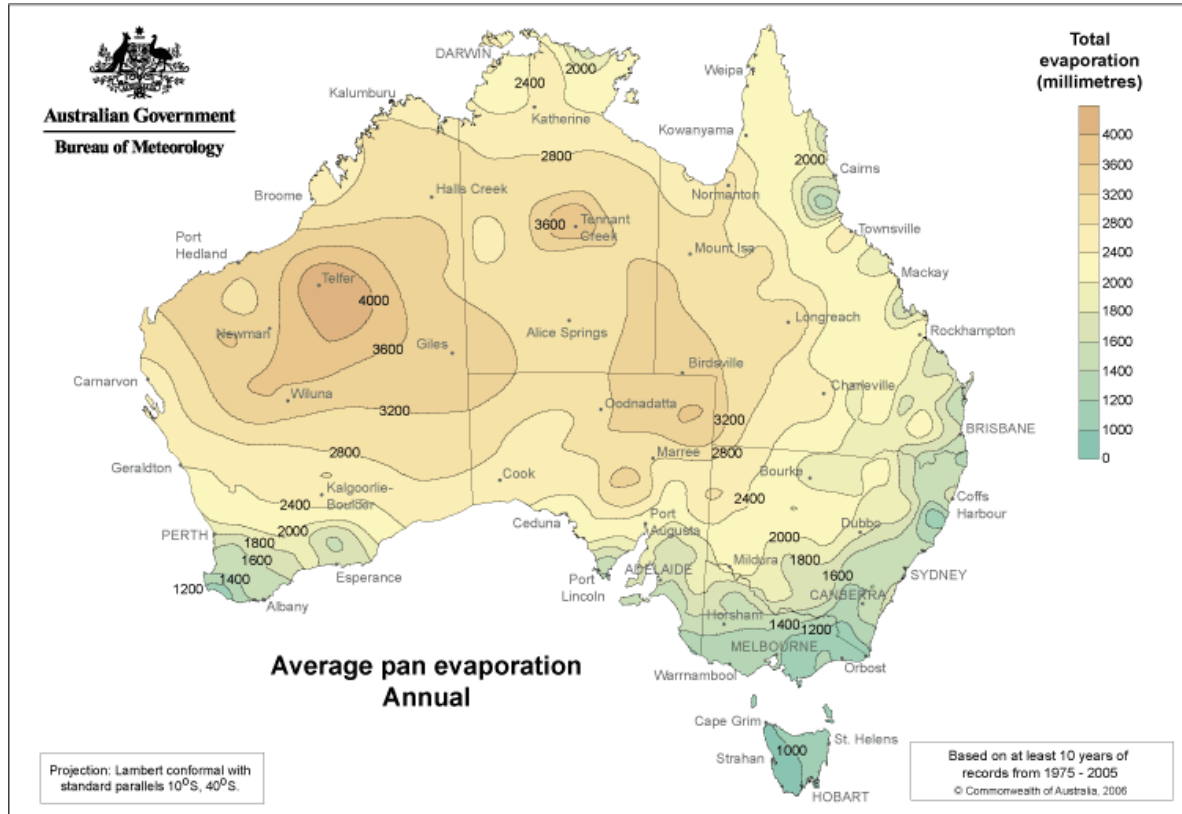 Australian Government
Bureau of Meteorology
Total
evaporation
(millimetres)
4000
3600
3200
2800
2400
2000
1800
1600
1400
1200
1000
0
DARWIN
2000
Weipa
2400
Kalumburu
Katherine
Kowanyama
2800
2000
Cairns
Halls Creek
Normanton
Broome
3600
Tennant
Creek
Townsville
Port
Hedland
Mount Isa
Mackay
Telfer
4000
Longreach
Newman
Alice Springs
Rockhampton
3600
Giles
Birdsville
Carnarvon
Charleville
Wiluna
3200
Oodnadatta
3200
BRISBANE
2800
Marree
2800
Geraldton
Cook
Bourke
Kalgoorlie-
Boulder
2400
2400
Coffs
Harbour
Ceduna
Port
Augusta
Dubbo
PERTH
2000
1800
2000
1600
Mildura
1800
1400
Esperance
ADELAIDE
1600
SYDNEY
1200
Port
Lincoln
CANBERRA
Albany
Horsham
1400
1200
MELBOURNE
Orbost
Warrnambool
Average pan evaporation
Annual
Cape Grim
St. Helens
1000
Strahan
HOBART
Projection: Lambert conformal with
standard parallels 10°S, 40°S.
Based on at least 10 years of
records from 1975 - 2005
© Commonwealth of Australia, 2006